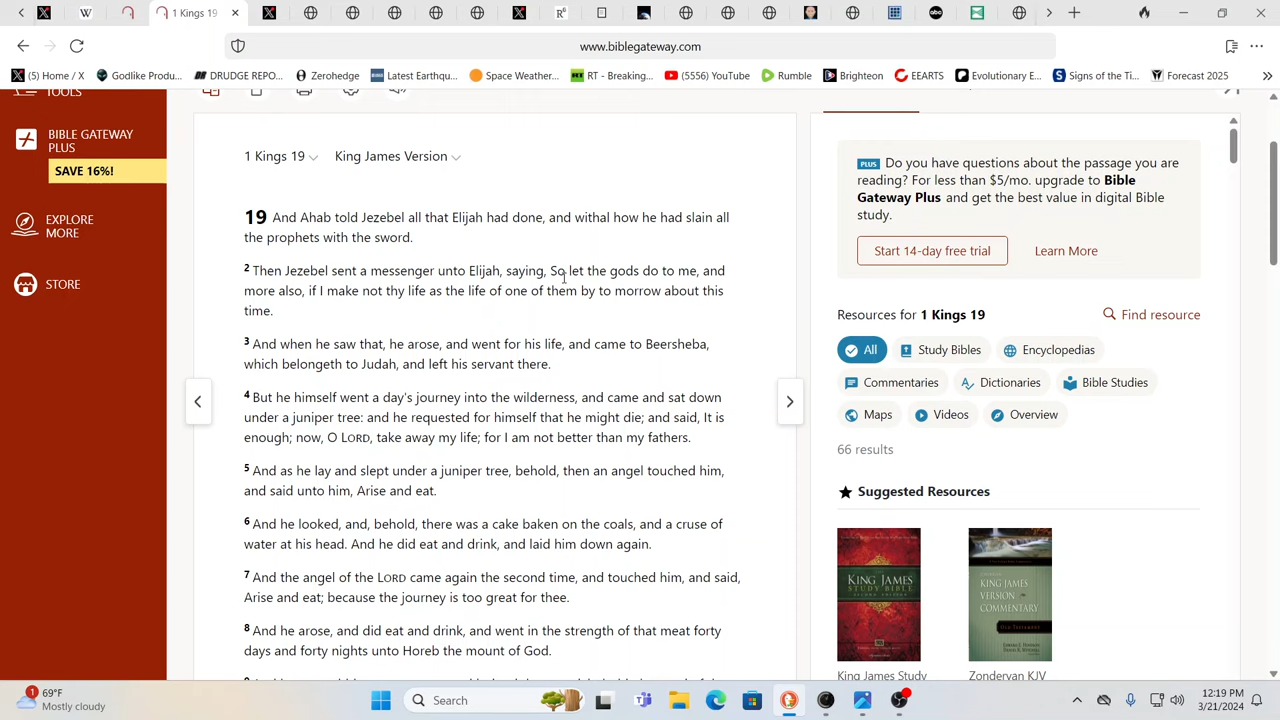 1 Kings 19
www.biblegateway.com
(5) Home / X
Godlike Produ...
DRUDGE REPO...
Zerohedge
Latest Earthqu...
Space Weather...
RT - Breaking...
(5556) YouTube
Rumble
Brighteon
EEARTS
Evolutionary E...
Signs of the Ti...
Forecast 2025
TOOLS
BIBLE GATEWAY
PLUS
SAVE 16%!
EXPLORE
MORE
STORE
1 Kings 19 King James Version
19 And Ahab told Jezebel all that Elijah had done, and withal how he had slain all
the prophets with the sword.
2 Then Jezebel sent a messenger unto Elijah, saying, So let the gods do to me, and
more also, if I make not thy life as the life of one of them by to morrow about this
time.
3 And when he saw that, he arose, and went for his life, and came to Beersheba,
which belongeth to Judah, and left his servant there.
4 But he himself went a day's journey into the wilderness, and came and sat down
under a juniper tree: and he requested for himself that he might die; and said, It is
enough; now, O LORD, take away my life; for I am not better than my fathers.
5 And as he lay and slept under a juniper tree, behold, then an angel touched him,
and said unto him, Arise and eat.
6 And he looked, and, behold, there was a cake baken on the coals, and a cruse of
water at his head. And he did eat and drink, and laid him down again.
7 And the angel of the LORD came again the second time, and touched him, and said,
Arise and eat; because the journey is too great for thee.
8 And he arose, and did eat and drink, and went in the strength of that meat forty
days and forty nights unto Horeb the mount of God.
PLUS Do you have questions about the passage you are
reading? For less than $5/mo. upgrade to Bible
Gateway Plus and get the best value in digital Bible
study.
Start 14-day free trial Learn More
Resources for 1 Kings 19 Find resource
All Study Bibles Encyclopedias
Commentaries Dictionaries Bible Studies
Maps Videos Overview
66 results
Suggested Resources
KING JAMES
STUDY BIBLE
KING JAMES
VERSION
COMMENTARY
King James Study
Zondervan KJV
1
69°F
Mostly cloudy
Search
12:19 PM
3/21/2024